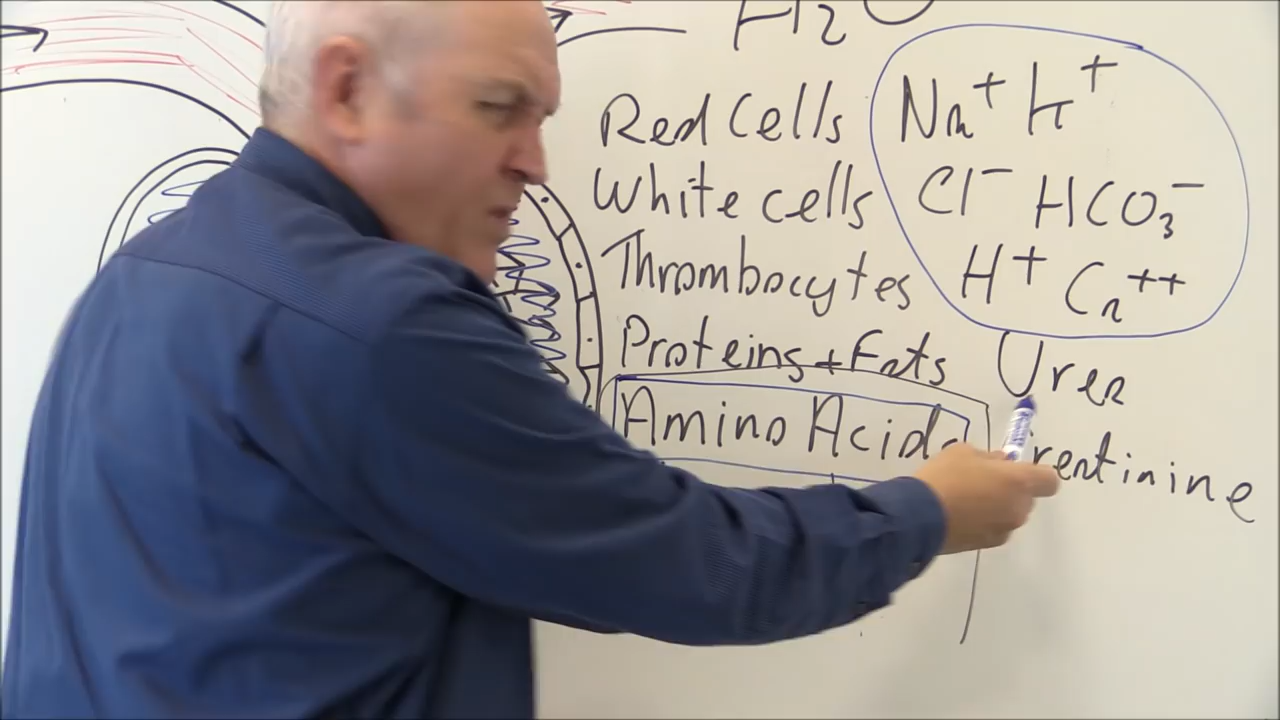 H2O
Red Cells
White cells
Thrombocytes
Proteins + Fats
Amino Acids
Na+ K+
Cl- HCO3-
H+ Ca++
Urea
Creatinine